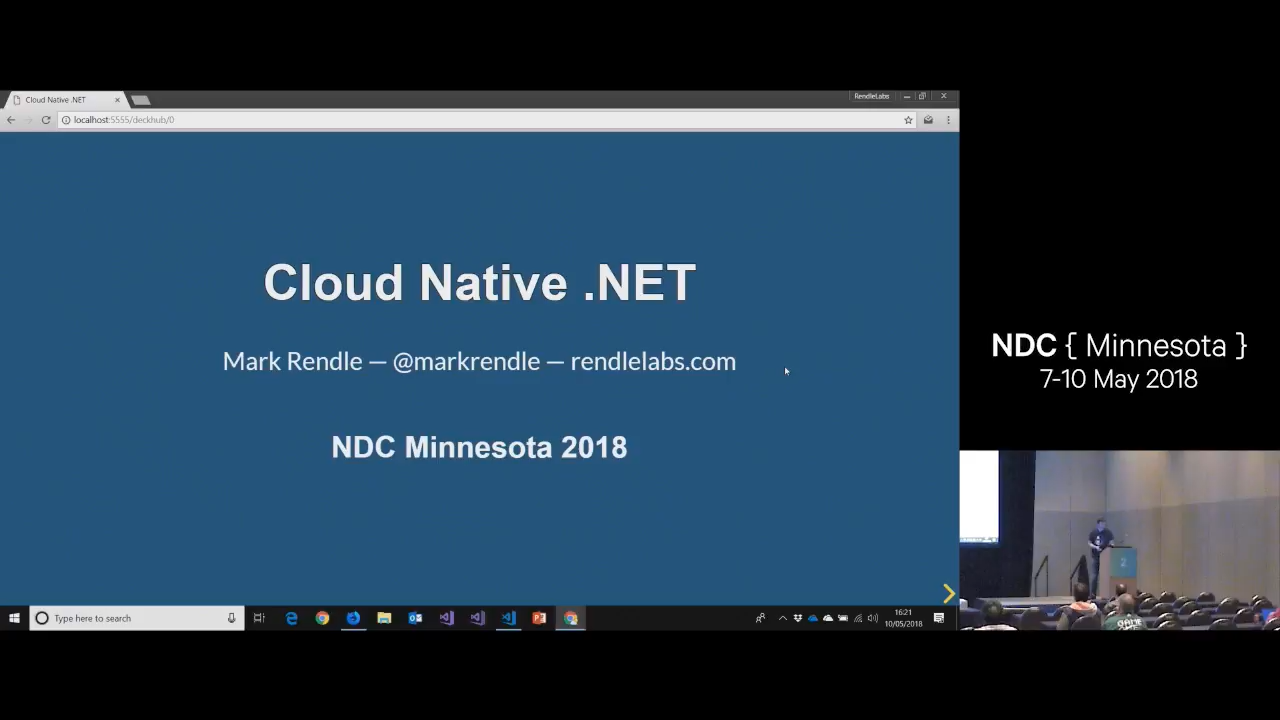 Cloud Native .NET
RendleLabs
localhost:5555/deckhub/0
Cloud Native .NET
Mark Rendle — @markrendle — rendlelabs.com
NDC Minnesota 2018
NDC { Minnesota }
7-10 May 2018
2
Type here to search
16:21
10/05/2018